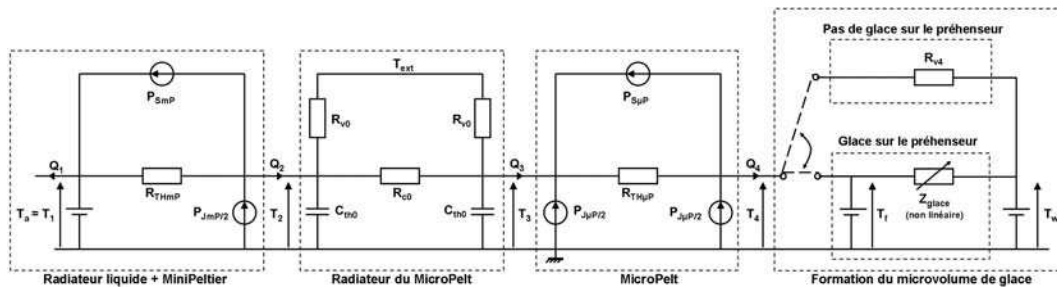 Pas de glace sur le préhenseur
T_ext
P_SmP
P_SµP
R_v4
R_v0
R_v0
Glace sur le préhenseur
Q_1
Q_2
Q_3
Q_4
R_THmP
R_c0
R_THµP
Z_glace
(non linéaire)
T_a = T_1
P_JmP/2
T_2
C_th0
C_th0
T_3
P_JµP/2
P_JµP/2
T_4
T_f
T_w
Radiateur liquide + MiniPeltier
Radiateur du MicroPelt
MicroPelt
Formation du microvolume de glace